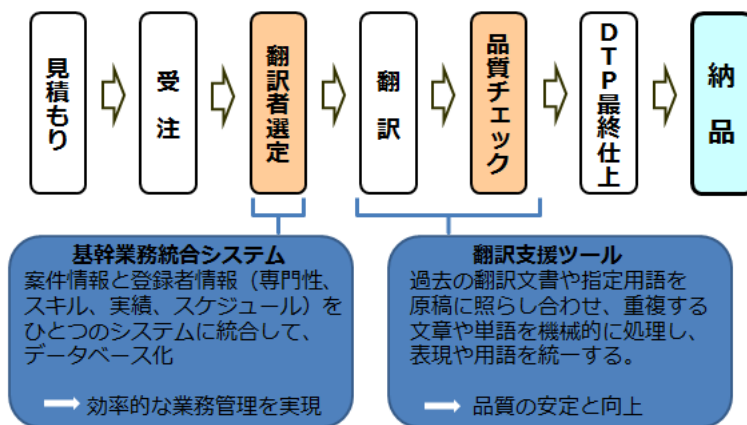 見積もり
受注
翻訳者選定
翻訳
品質チェック
DTP最終仕上
納品
基幹業務統合システム
案件情報と登録者情報（専門性、
スキル、実績、スケジュール）を
ひとつのシステムに統合して、
データベース化
効率的な業務管理を実現
翻訳支援ツール
過去の翻訳文書や指定用語を
原稿に照らし合わせ、重複する
文章や単語を機械的に処理し、
表現や用語を統一する。
品質の安定と向上